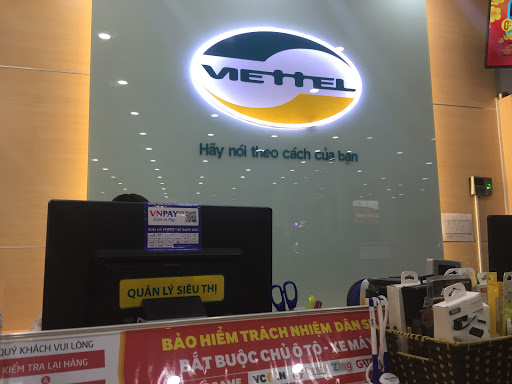 VIETTEL
Hãy nói theo cách của bạn
VNPAY
QUẢN LÝ SIÊU THỊ
QUÝ KHÁCH VUI LÒNG
KIỂM TRA LẠI HÀNG
BẢO HIỂM TRÁCH NHIỆM DÂN S
BẮT BUỘC CHỦ Ô TÔ - XE MÁY
Zing